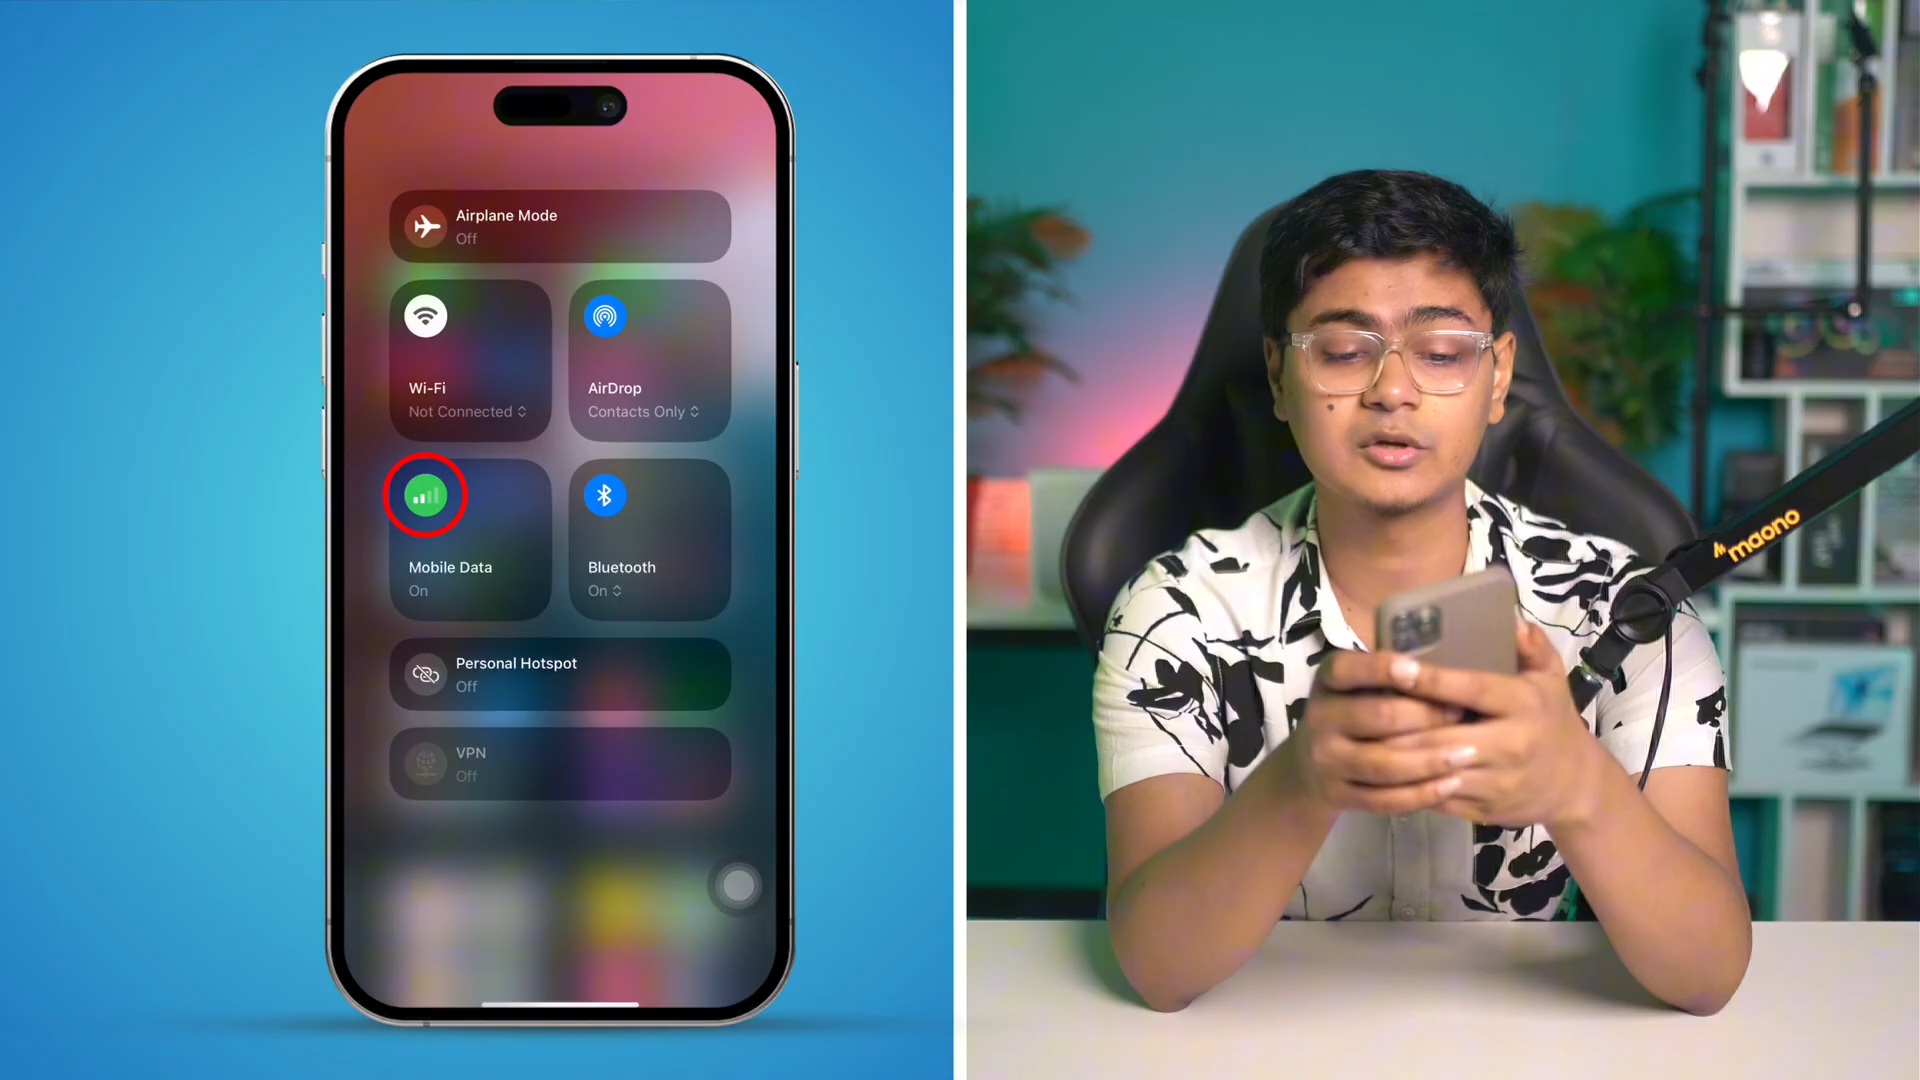 Airplane Mode
Off
Wi-Fi
Not Connected
AirDrop
Contacts Only
Mobile Data
On
Bluetooth
On
Personal Hotspot
Off
VPN
Off
maono